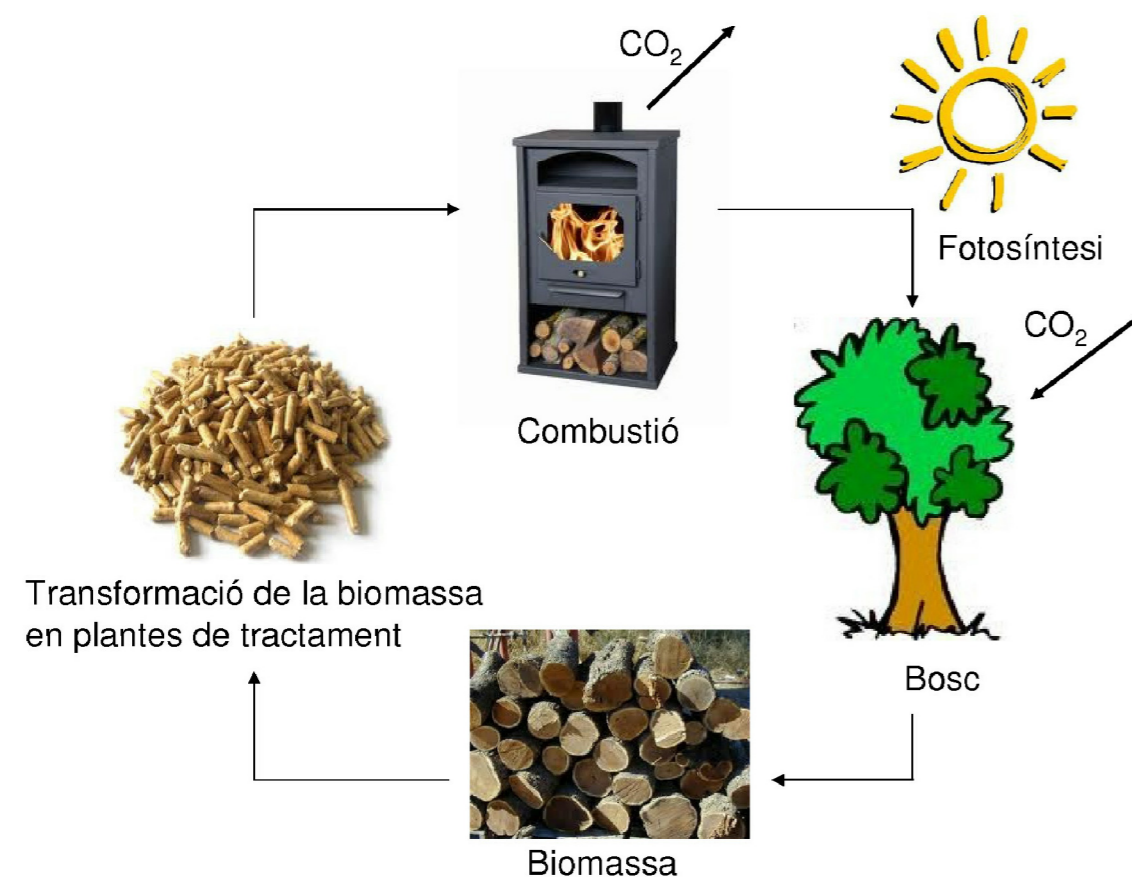 CO₂
Fotosíntesi
CO₂
Combustió
Transformació de la biomassa
en plantes de tractament
Bosc
Biomassa